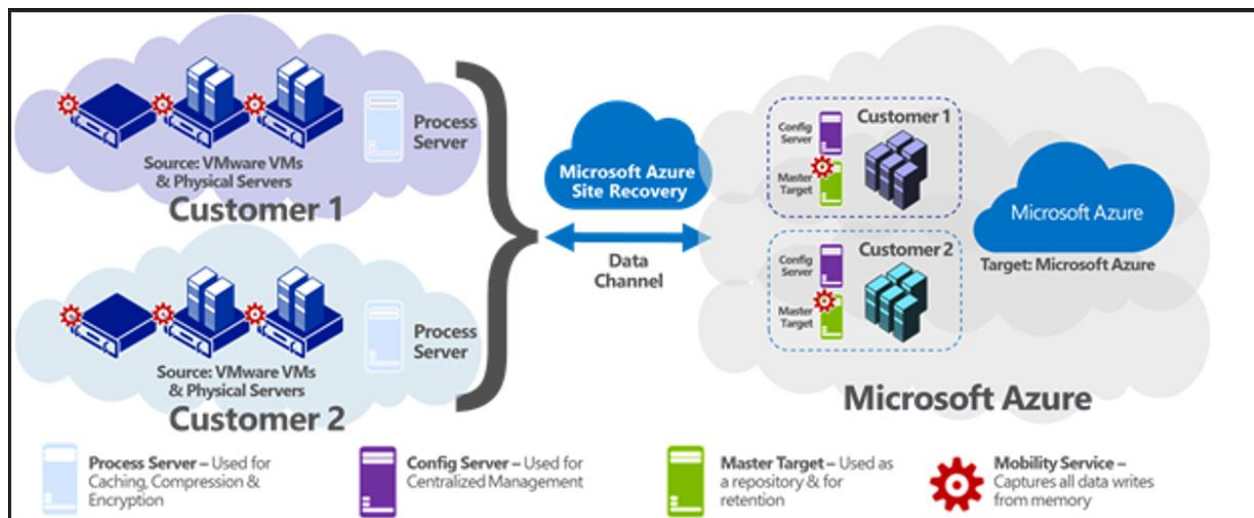 Process
Server
Source: VMware VMs
& Physical Servers
Customer 1
Process
Server
Source: VMware VMs
& Physical Servers
Customer 2
Microsoft Azure
Site Recovery
Data
Channel
Config
Server
Customer 1
Master
Target
Config
Server
Customer 2
Master
Target
Microsoft Azure
Target: Microsoft Azure
Microsoft Azure
Process Server – Used for
Caching, Compression &
Encryption
Config Server – Used for
Centralized Management
Master Target – Used as
a repository & for
retention
Mobility Service –
Captures all data writes
from memory